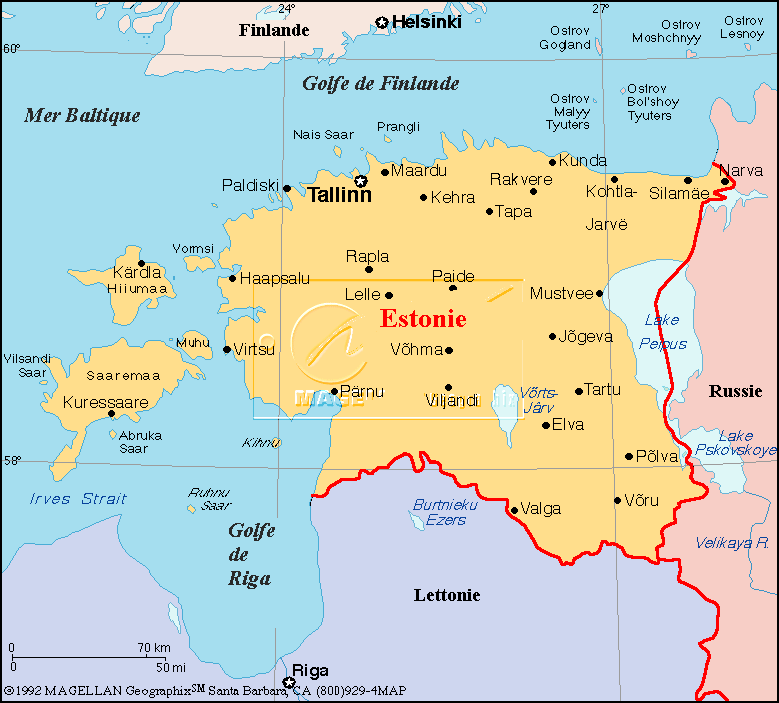 Helsinki
Finlande
24°
27°
60°
Ostrov
Gogland
Ostrov
Moshchnyy
Ostrov
Lesnoy
Golfe de Finlande
Mer Baltique
Ostrov
Bol'shoy
Tyuters
Ostrov
Malyy
Tyuters
Nais Saar
Prangli
Kunda
Narva
Maardu
Paldiski
Tallinn
Kehra
Rakvere
Kohtla-
Jarvë
Silamäe
Tapa
Vormsi
Rapla
Kärdla
Hiiumaa
Haapsalu
Paide
Lelle
Mustvee
Estonie
Lake
Peipus
Muhu
Virtsu
Võhma
Jõgeva
Vilsandi
Saar
Saaremaa
Pärnu
Viljandi
Võrts-
Järv
Tartu
Russie
Kuressaare
MAGE
Elva
Abruka
Saar
Kihnü
Lake
Pskovskoye
58°
Põlva
Irves Strait
Ruhnu
Saar
Burtnieku
Ezers
Valga
Võru
Golfe
de
Riga
Velikaya R.
Lettonie
0 70 km
0 50 mi
Riga
©1992 MAGELLAN Geographix℠ Santa Barbara, CA (800)929-4MAP